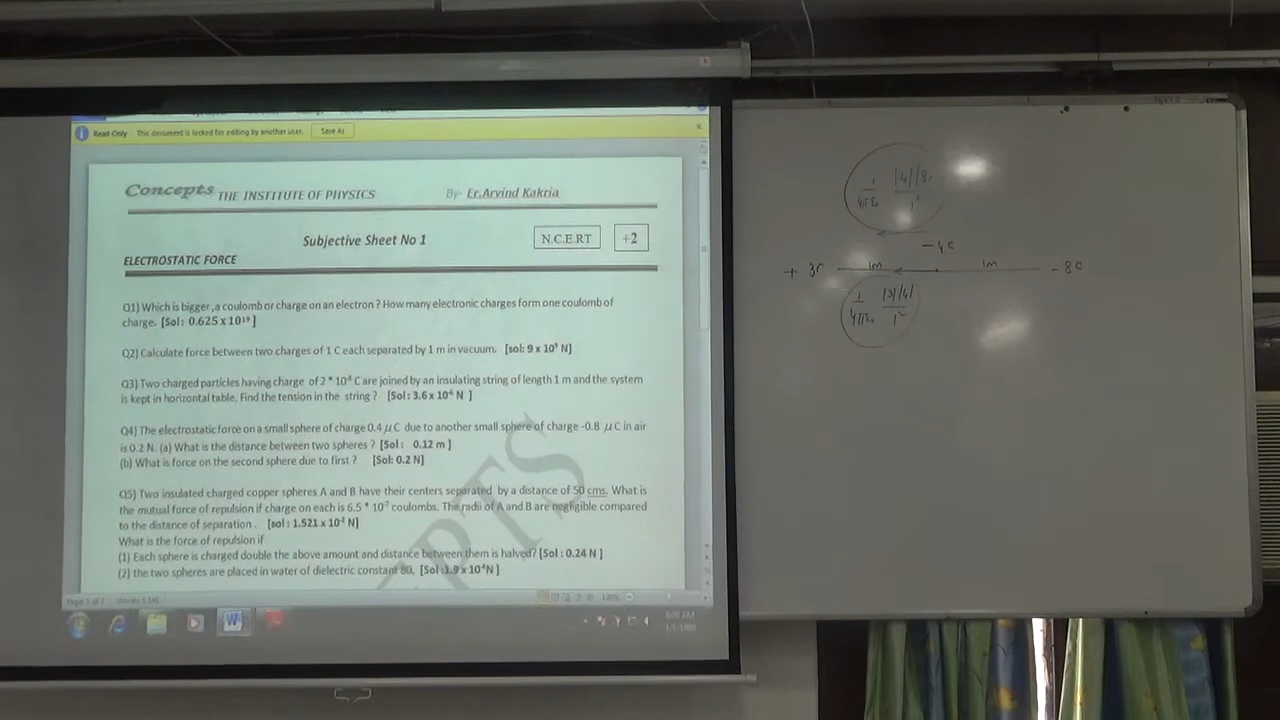 Read-Only This document is locked for editing by another user. Save As
Concepts THE INSTITUTE OF PHYSICS By- Er.Arvind Kakria
Subjective Sheet No 1 N.C.E.RT +2
ELECTROSTATIC FORCE
Q1) Which is bigger ,a coulomb or charge on an electron ? How many electronic charges form one coulomb of
charge. [Sol : 0.625 x 10¹⁹ ]
Q2) Calculate force between two charges of 1 C each separated by 1 m in vacuum. [sol: 9 x 10⁹ N]
Q3) Two charged particles having charge of 2 * 10⁻⁸ C are joined by an insulating string of length 1 m and the system
is kept in horizontal table. Find the tension in the string ? [Sol : 3.6 x 10⁻⁶ N ]
Q4) The electrostatic force on a small sphere of charge 0.4 μC due to another small sphere of charge -0.8 μC in air
is 0.2 N. (a) What is the distance between two spheres ? [Sol : 0.12 m ]
(b) What is force on the second sphere due to first ? [Sol: 0.2 N]
Q5) Two insulated charged copper spheres A and B have their centers separated by a distance of 50 cms. What is
the mutual force of repulsion if charge on each is 6.5 * 10⁻⁷ coulombs. The radii of A and B are negligible compared
to the distance of separation . [sol : 1.521 x 10⁻² N]
What is the force of repulsion if
(1) Each sphere is charged double the above amount and distance between them is halved? [Sol : 0.24 N ]
(2) the two spheres are placed in water of dielectric constant 80, [Sol :1.9 x 10⁻⁴N ]
EPTS
1 |4||8
4πε₀ 1²
-4C
+ 3C 1m 1m - 8C
1 |3||4|
4πε₀ 1²